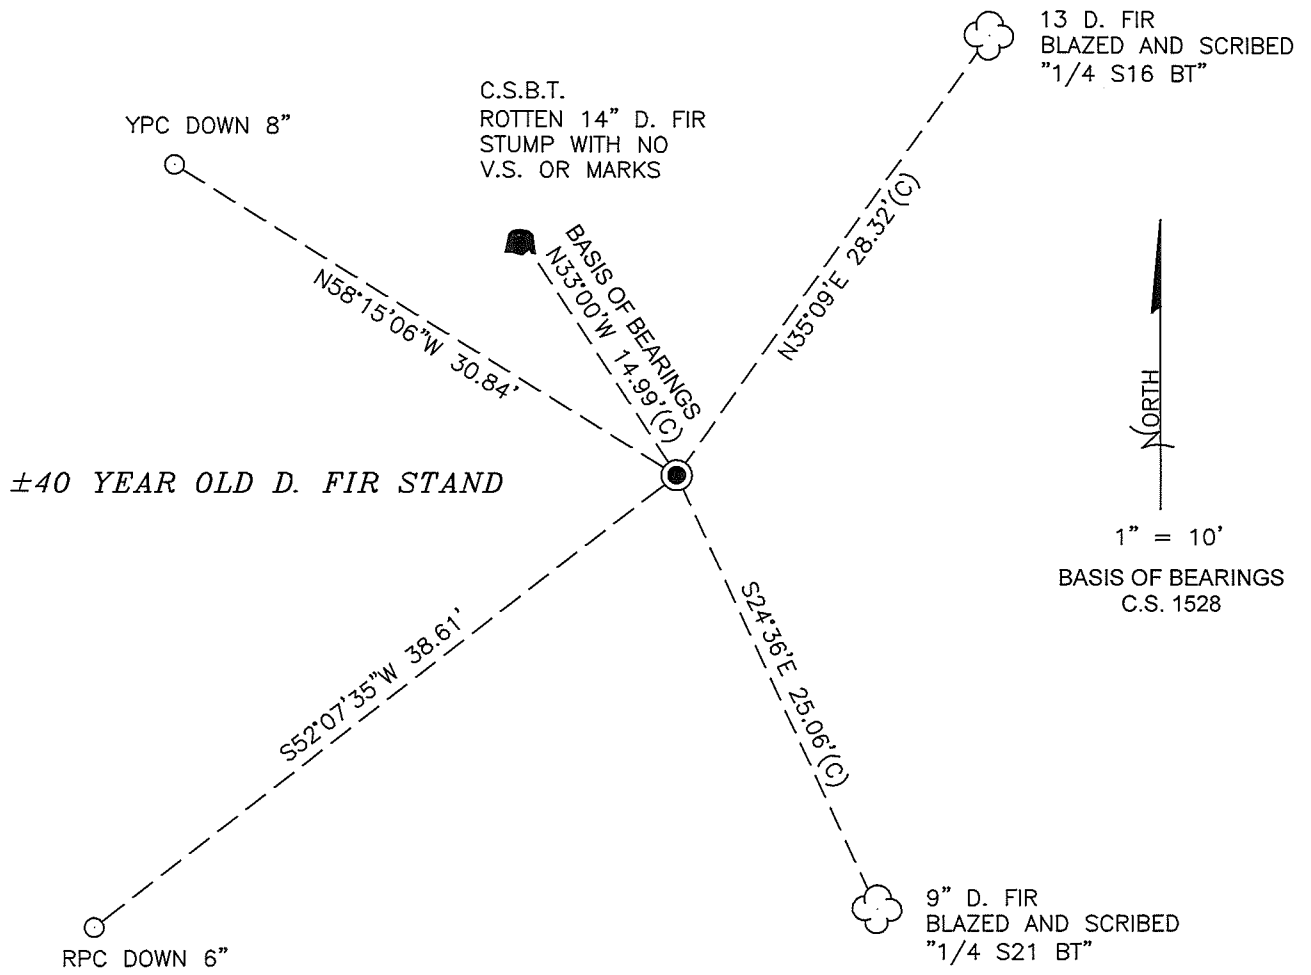 13 D. FIR
BLAZED AND SCRIBED
"1/4 S16 BT"
C.S.B.T.
ROTTEN 14" D. FIR
STUMP WITH NO
V.S. OR MARKS
YPC DOWN 8"
BASIS OF BEARINGS
N33°00'W 14.99'(C)
N35°09'E 28.32'(C)
N58°15'06"W 30.84'
NORTH
±40 YEAR OLD D. FIR STAND
1" = 10'
BASIS OF BEARINGS
C.S. 1528
S24°36'E 25.06'(C)
S52°07'35"W 38.61'
9" D. FIR
BLAZED AND SCRIBED
"1/4 S21 BT"
RPC DOWN 6"